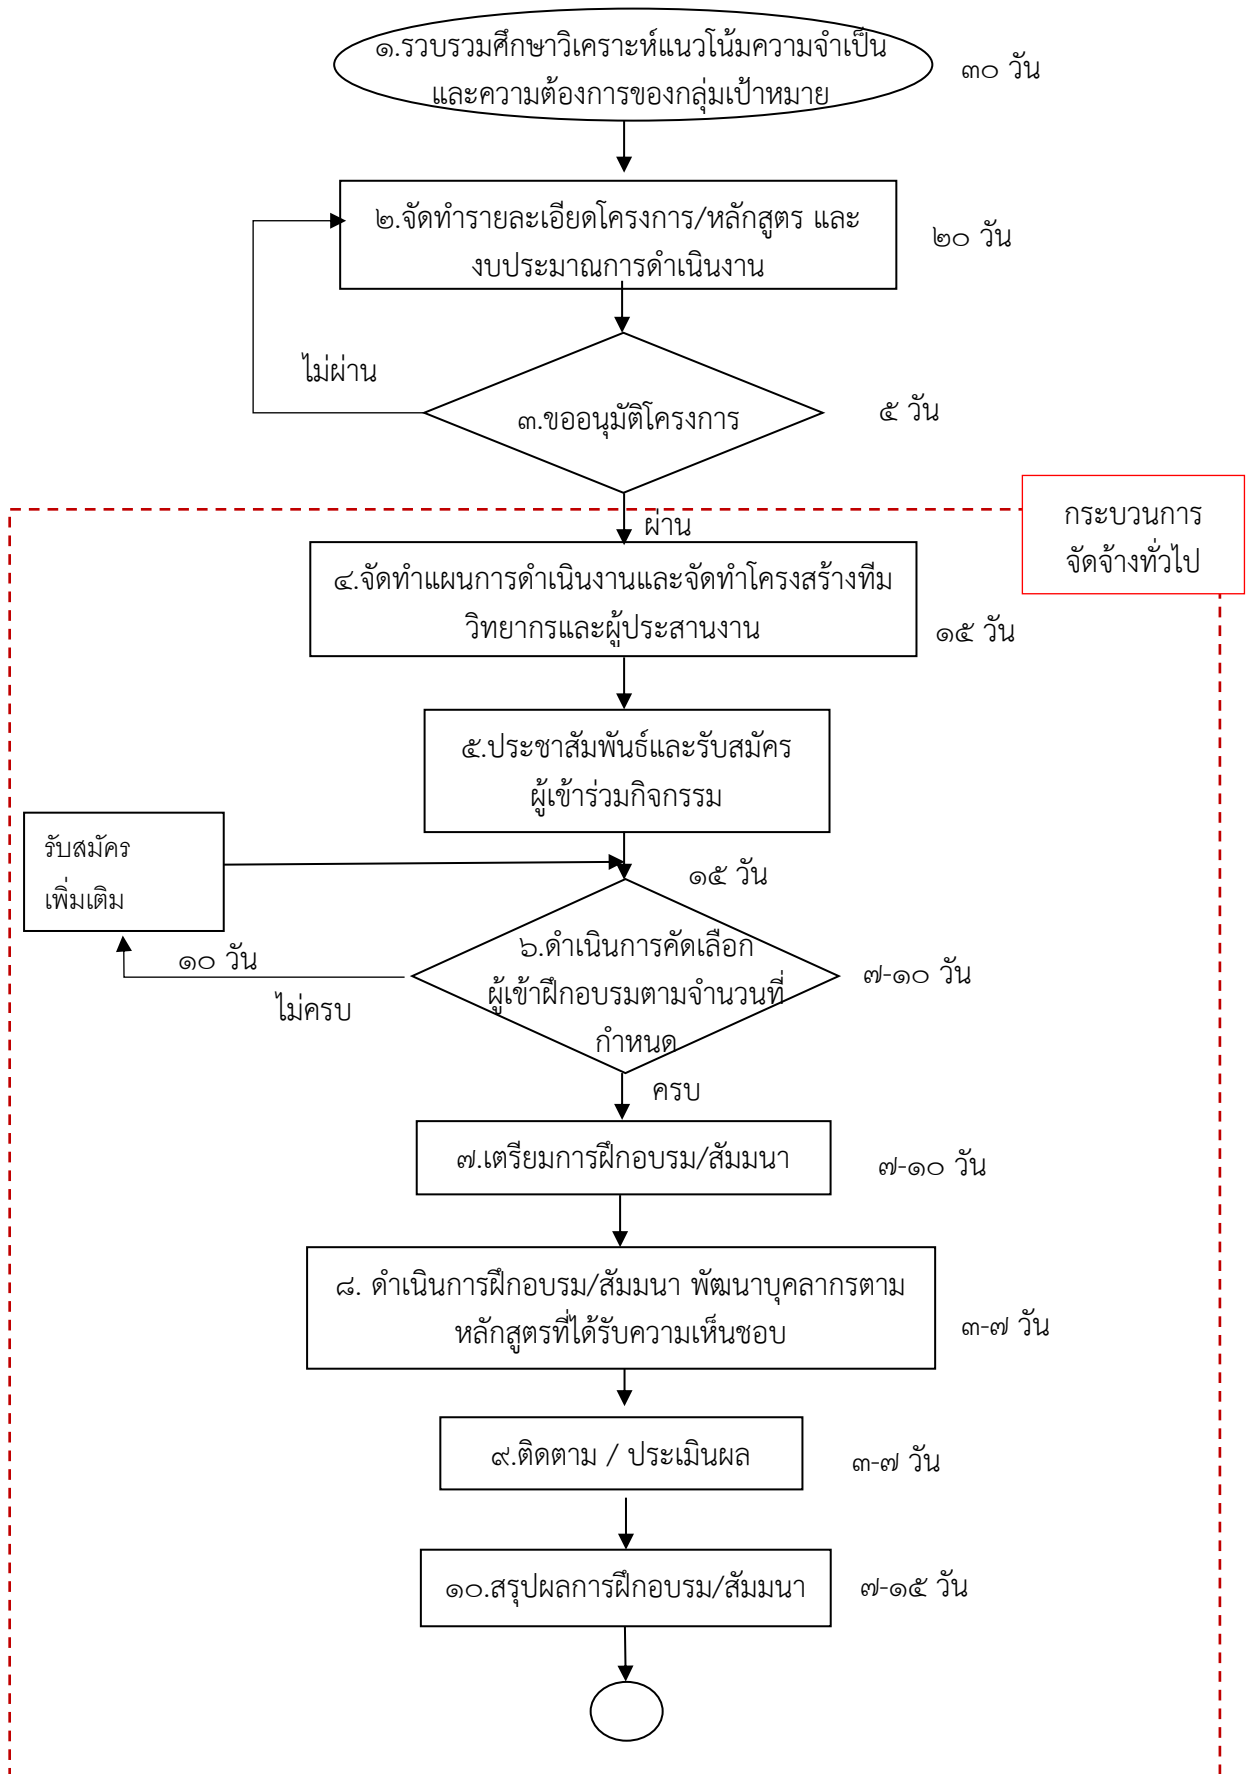 ๑.รวบรวมศึกษาวิเคราะห์แนวโน้มความจำเป็น
และความต้องการของกลุ่มเป้าหมาย
๓๐ วัน
๒.จัดทำรายละเอียดโครงการ/หลักสูตร และ
งบประมาณการดำเนินงาน
๒๐ วัน
ไม่ผ่าน
๓.ขออนุมัติโครงการ
๕ วัน
ผ่าน
กระบวนการ
จัดจ้างทั่วไป
๔.จัดทำแผนการดำเนินงานและจัดทำโครงสร้างทีม
วิทยากรและผู้ประสานงาน
๑๕ วัน
๕.ประชาสัมพันธ์และรับสมัคร
ผู้เข้าร่วมกิจกรรม
๑๕ วัน
รับสมัคร
เพิ่มเติม
๑๐ วัน
ไม่ครบ
๖.ดำเนินการคัดเลือก
ผู้เข้าฝึกอบรมตามจำนวนที่
กำหนด
๗-๑๐ วัน
ครบ
๗.เตรียมการฝึกอบรม/สัมมนา
๗-๑๐ วัน
๘. ดำเนินการฝึกอบรม/สัมมนา พัฒนาบุคลากรตาม
หลักสูตรที่ได้รับความเห็นชอบ
๓-๗ วัน
๙.ติดตาม / ประเมินผล
๓-๗ วัน
๑๐.สรุปผลการฝึกอบรม/สัมมนา
๗-๑๕ วัน